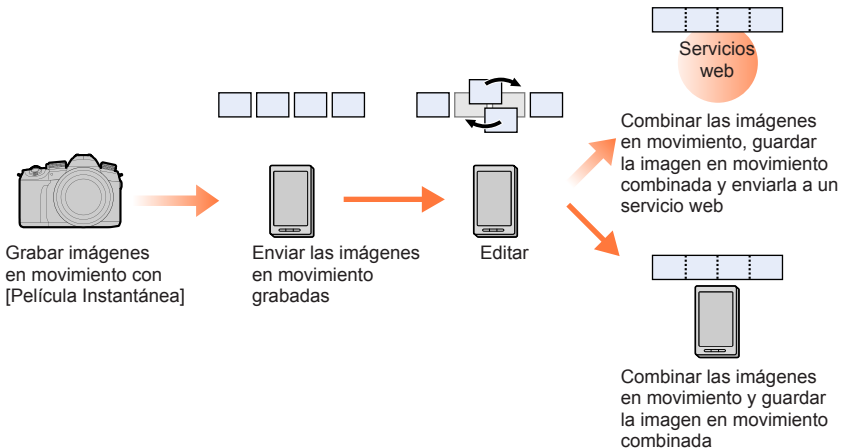 Grabar imágenes
en movimiento con
[Película Instantánea]
Enviar las imágenes
en movimiento
grabadas
Editar
Servicios
web
Combinar las imágenes
en movimiento, guardar
la imagen en movimiento
combinada y enviarla a un
servicio web
Combinar las imágenes
en movimiento y guardar
la imagen en movimiento
combinada